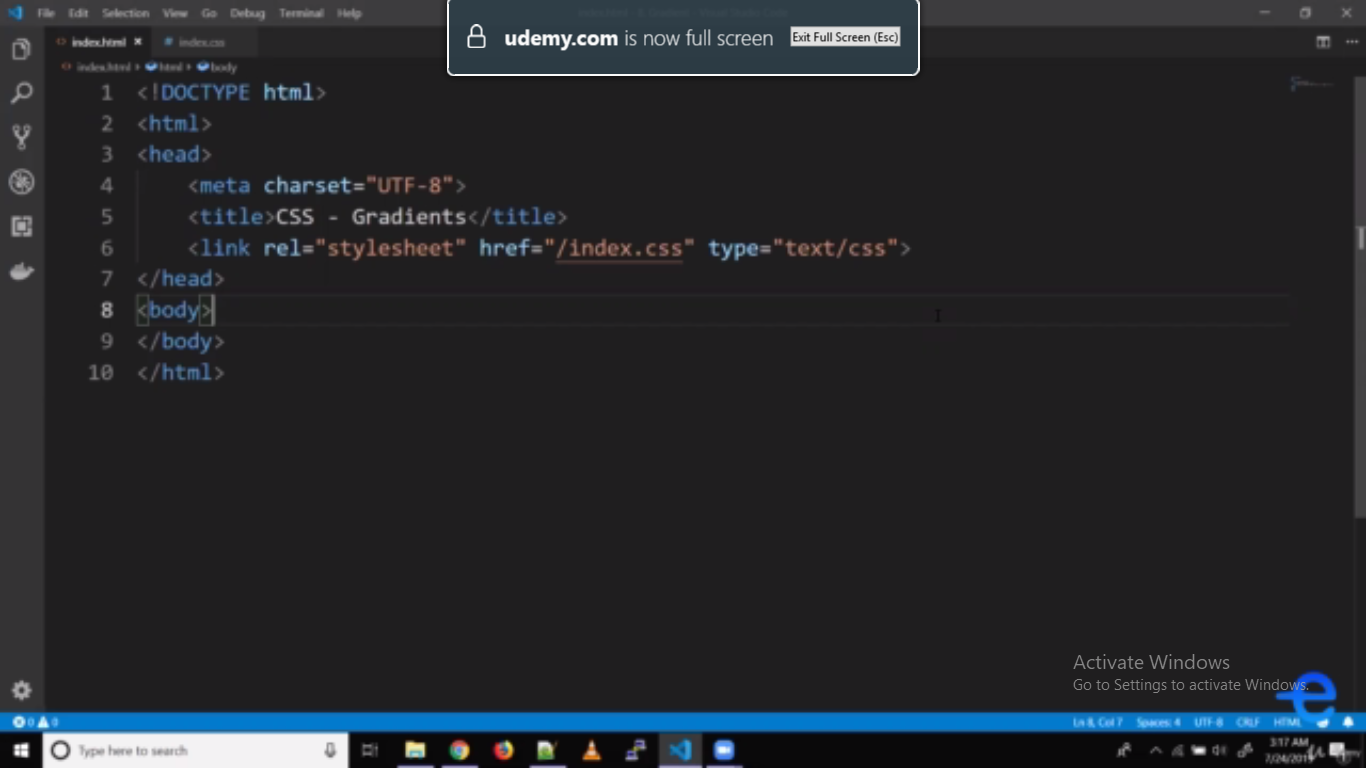 File Edit Selection View Go Debug Terminal Help
udemy.com is now full screen Exit Full Screen (Esc)
index.html index.css
index.html html body
1 <!DOCTYPE html>
2 <html>
3 <head>
4 <meta charset="UTF-8">
5 <title>CSS - Gradients</title>
6 <link rel="stylesheet" href="/index.css" type="text/css">
7 </head>
8 <body>
9 </body>
10 </html>
Activate Windows
Go to Settings to activate Windows.
0 0 Ln 8, Col 7 Spaces: 4 UTF-8 CRLF HTML
Type here to search 3:17 AM